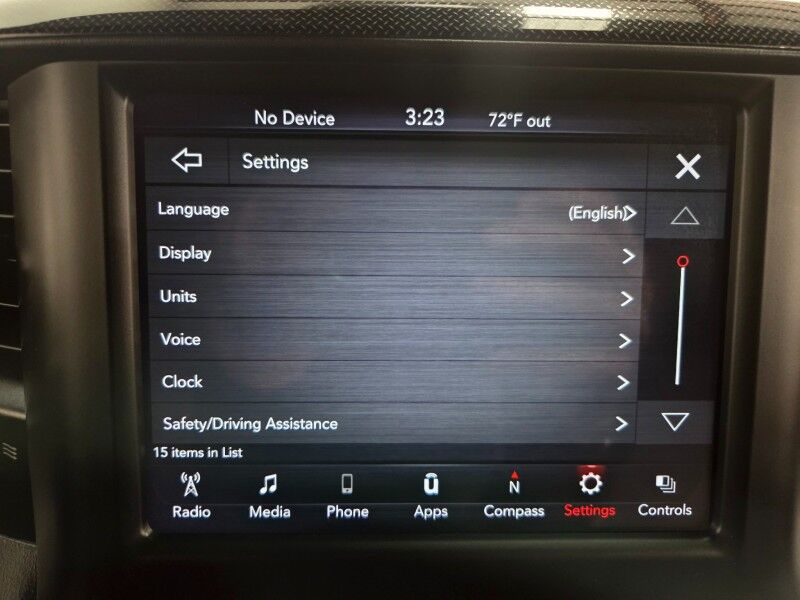 No Device 3:23 72°F out
Settings
Language (English)
Display
Units
Voice
Clock
Safety/Driving Assistance
15 items in List
N
Radio Media Phone Apps Compass Settings Controls